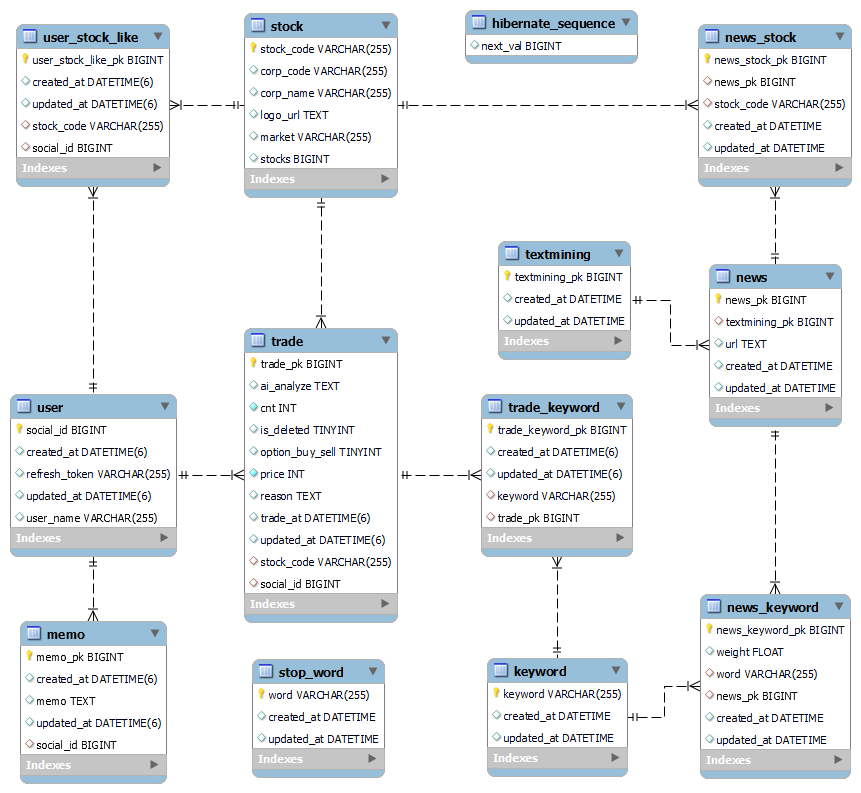 user_stock_like
user_stock_like_pk BIGINT
created_at DATETIME(6)
updated_at DATETIME(6)
stock_code VARCHAR(255)
social_id BIGINT
Indexes
stock
stock_code VARCHAR(255)
corp_code VARCHAR(255)
corp_name VARCHAR(255)
logo_url TEXT
market VARCHAR(255)
stocks BIGINT
Indexes
hibernate_sequence
next_val BIGINT
news_stock
news_stock_pk BIGINT
news_pk BIGINT
stock_code VARCHAR(255)
created_at DATETIME
updated_at DATETIME
Indexes
textmining
textmining_pk BIGINT
created_at DATETIME
updated_at DATETIME
Indexes
news
news_pk BIGINT
textmining_pk BIGINT
url TEXT
created_at DATETIME
updated_at DATETIME
Indexes
user
social_id BIGINT
created_at DATETIME(6)
refresh_token VARCHAR(255)
updated_at DATETIME(6)
user_name VARCHAR(255)
Indexes
trade
trade_pk BIGINT
ai_analyze TEXT
cnt INT
is_deleted TINYINT
option_buy_sell TINYINT
price INT
reason TEXT
trade_at DATETIME(6)
updated_at DATETIME(6)
stock_code VARCHAR(255)
social_id BIGINT
Indexes
trade_keyword
trade_keyword_pk BIGINT
created_at DATETIME(6)
updated_at DATETIME(6)
keyword VARCHAR(255)
trade_pk BIGINT
Indexes
memo
memo_pk BIGINT
created_at DATETIME(6)
memo TEXT
updated_at DATETIME(6)
social_id BIGINT
Indexes
stop_word
word VARCHAR(255)
created_at DATETIME
updated_at DATETIME
Indexes
keyword
keyword VARCHAR(255)
created_at DATETIME
updated_at DATETIME
Indexes
news_keyword
news_keyword_pk BIGINT
weight FLOAT
word VARCHAR(255)
news_pk BIGINT
created_at DATETIME
updated_at DATETIME
Indexes